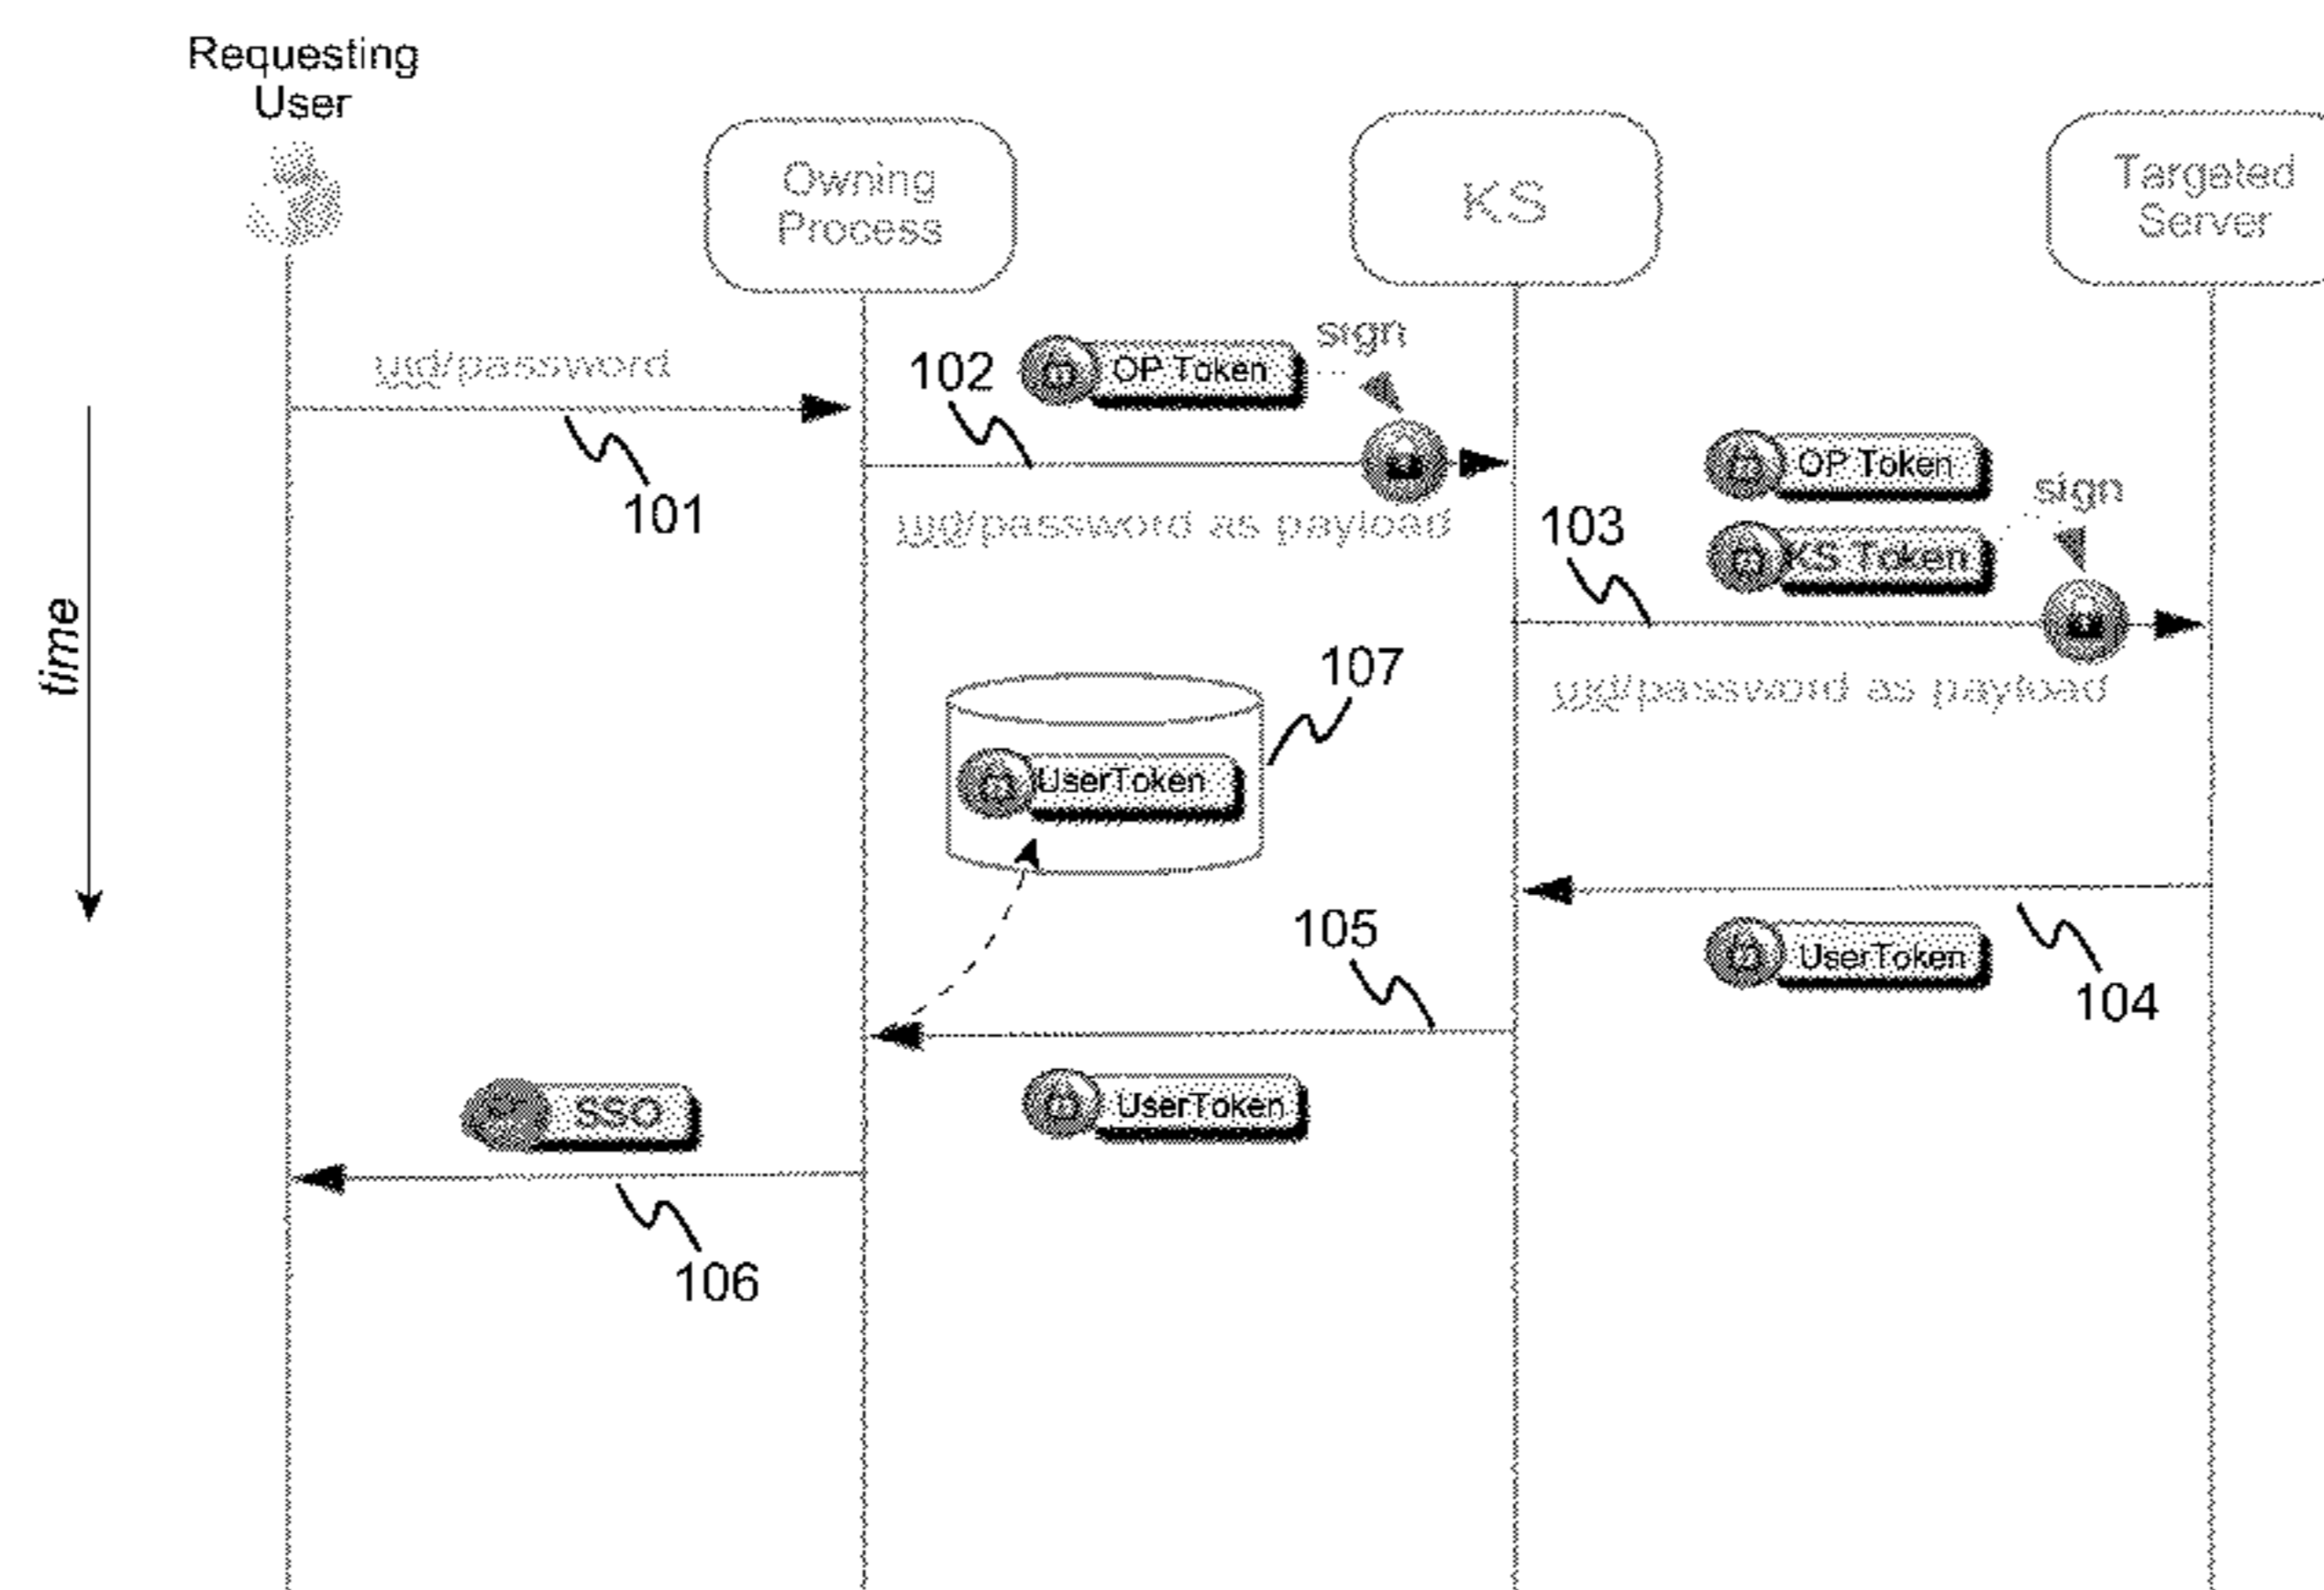 Requesting
User
Owning
Process
KS
Targeted
Server
uid/password
102
OP Token
sign
101
uid/password as payload
103
OP Token
sign
KS Token
time
107
uid/password as payload
UserToken
105
UserToken
104
SSO
UserToken
106